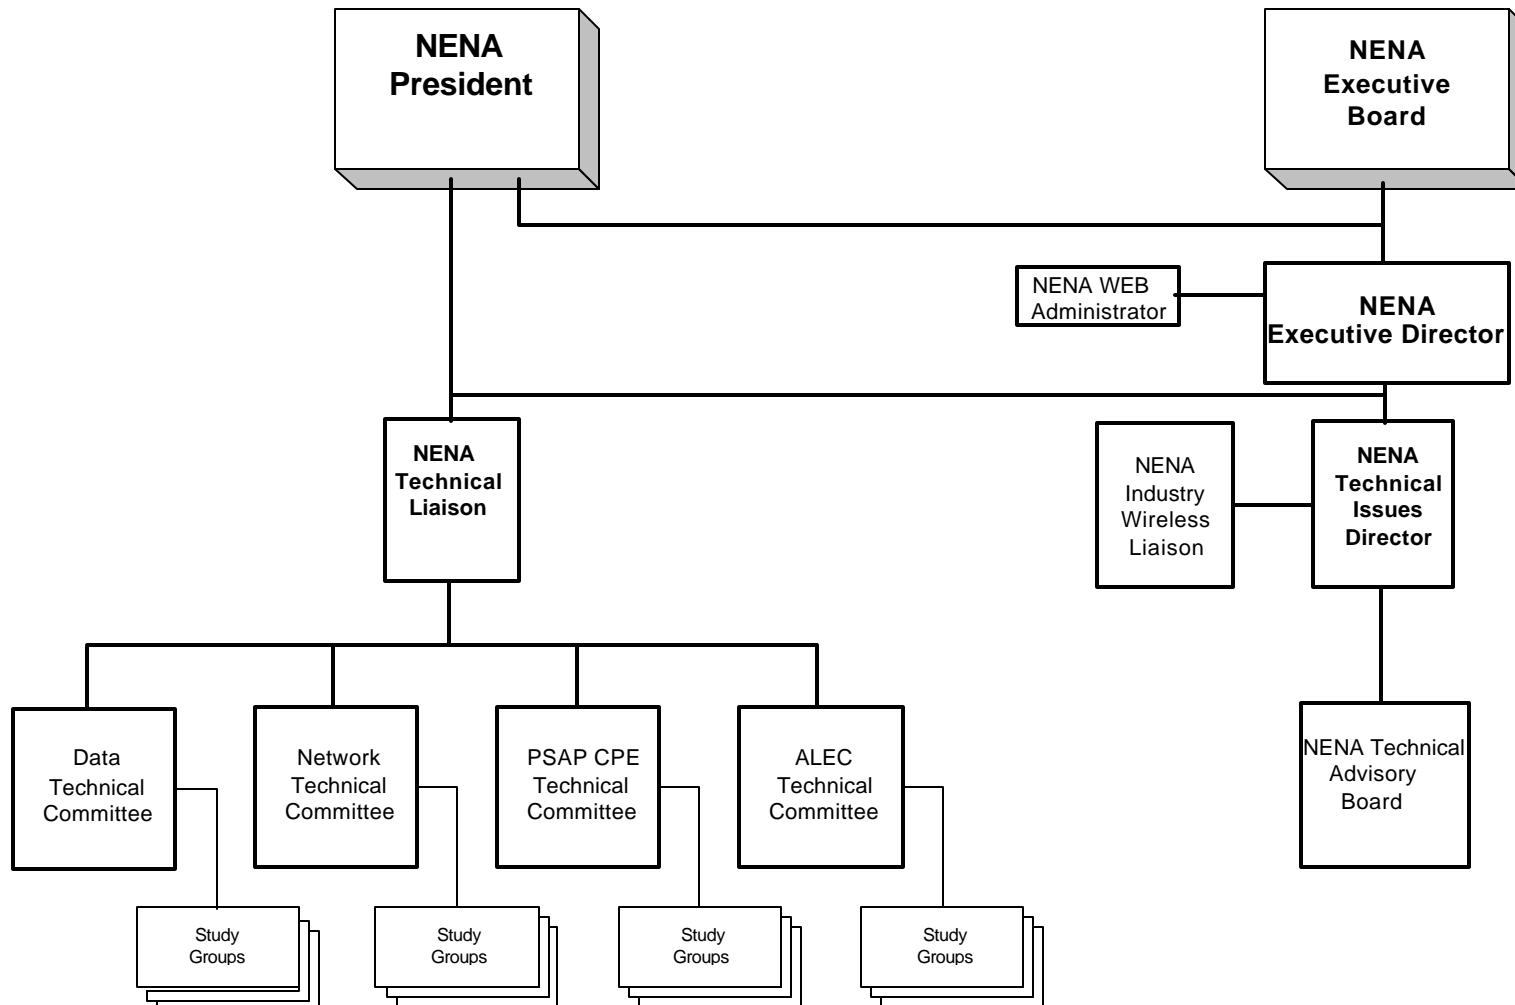 NENA
President
NENA
Executive
Board
NENA WEB
Administrator
NENA
Executive Director
NENA
Technical
Liaison
NENA
Industry
Wireless
Liaison
NENA
Technical
Issues
Director
Data
Technical
Committee
Network
Technical
Committee
PSAP CPE
Technical
Committee
ALEC
Technical
Committee
NENA Technical
Advisory
Board
Study
Groups
Study
Groups
Study
Groups
Study
Groups